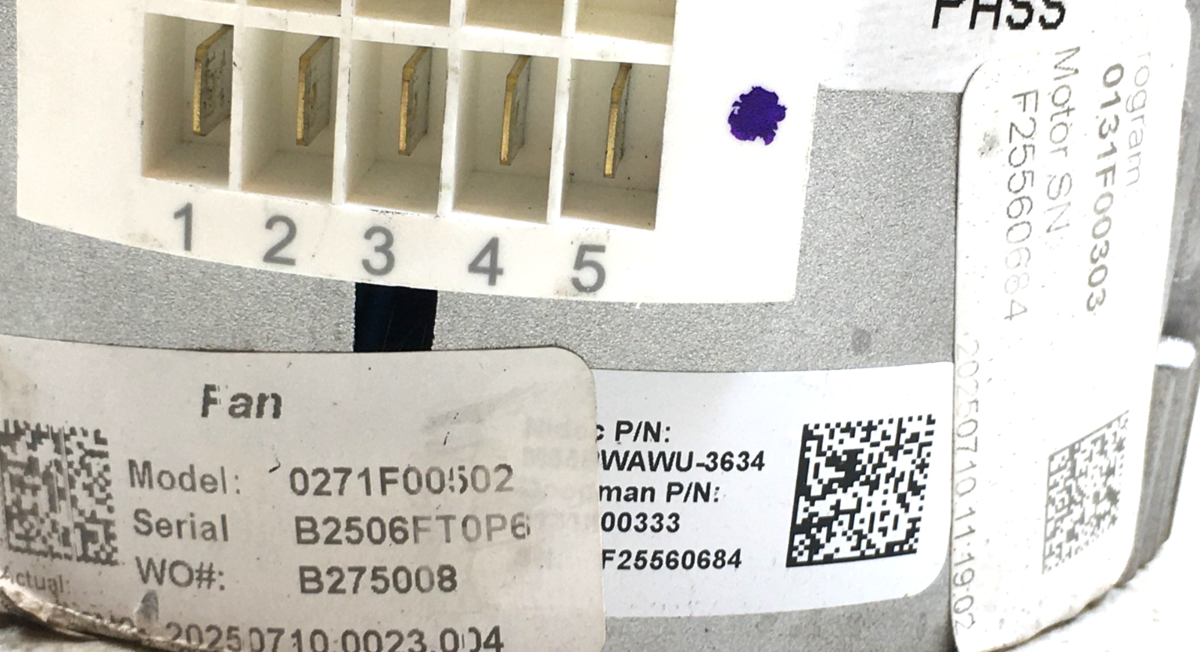 PASS
1 2 3 4 5
Fan
Model: 0271F00502
Serial B2506FT0P6
WO#: B275008
20250710:0023.004
P/N:
WAWU-3634
man P/N:
00333
F25560684
ogram
0131F00303
Motor SN:
F25560684
20250710.11:19:02